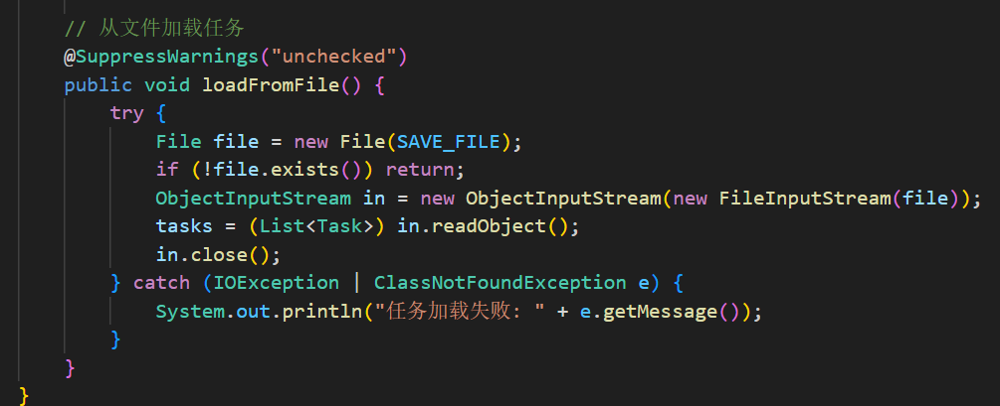 // 从文件加载任务
@SuppressWarnings("unchecked")
public void loadFromFile() {
try {
File file = new File(SAVE_FILE);
if (!file.exists()) return;
ObjectInputStream in = new ObjectInputStream(new FileInputStream(file));
tasks = (List<Task>) in.readObject();
in.close();
} catch (IOException | ClassNotFoundException e) {
System.out.println("任务加载失败: " + e.getMessage());
}
}
}